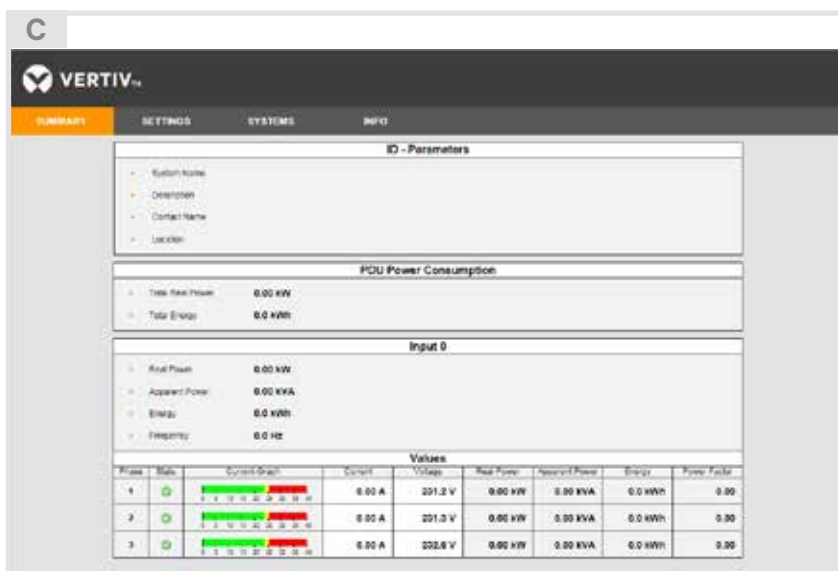 C
VERTIV™
SUMMARY SETTINGS SYSTEMS INFO
ID - Parameters
System Name
Description
Contact Name
Location
PDU Power Consumption
Total Real Power 0.00 kW
Total Energy 0.0 kWh
Input 0
Real Power 0.00 kW
Apparent Power 0.00 KVA
Energy 0.0 kWh
Frequency 0.0 Hz
Values
Phase State Current Graph Current Voltage Real Power Apparent Power Energy Power Factor
1 0.00 A 231.2 V 0.00 kW 0.00 KVA 0.0 kWh 0.00
2 0.00 A 0.00 kW 0.00 KVA 0.0 kWh 0.00
3 0.00 A 0.00 kW 0.00 KVA 0.0 kWh 0.00